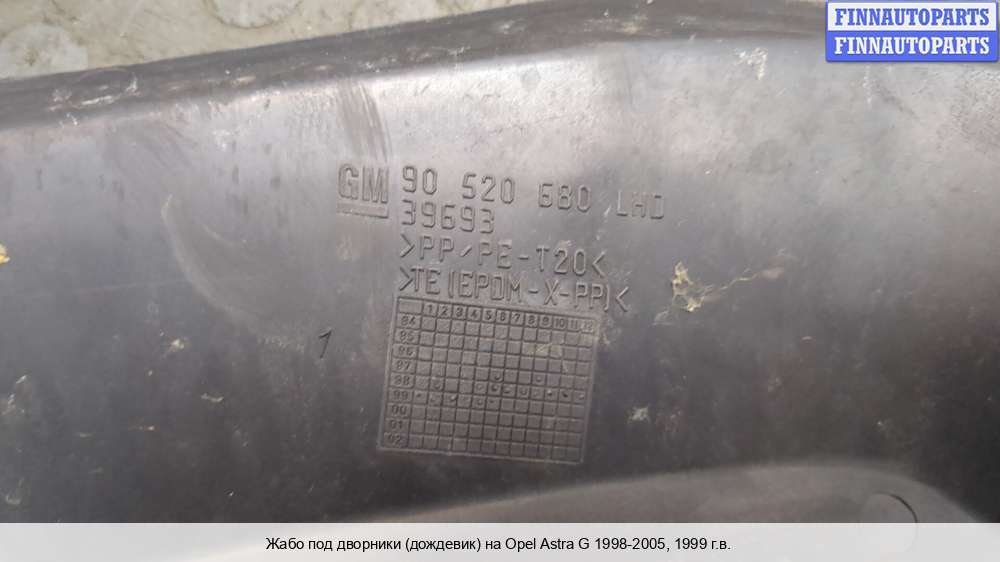 FINNAUTOPARTS
FINNAUTOPARTS
GM 90 520 680 LHD
39693
>PP/PE-T20<
>TE(EPDM-X-PP)<
1 2 3 4 5 6 7 8 9 10 11 12
94
95
96
97
98
99
00
01
02
1
Жабо под дворники (дождевик) на Opel Astra G 1998-2005, 1999 г.в.